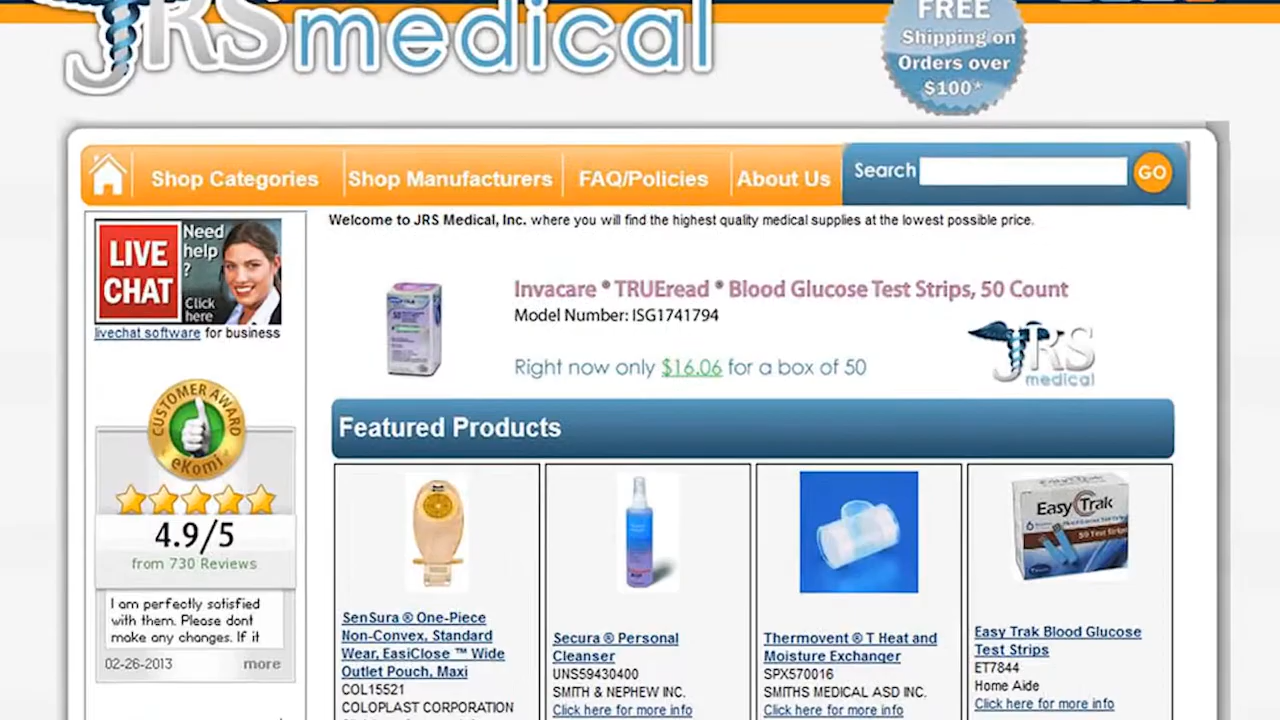 JRSmedical
FREE
Shipping on
Orders over
$100*
Shop Categories
Shop Manufacturers
FAQ/Policies
About Us
Search
GO
LIVE
CHAT
Need
help
?
Click
here
livechat software for business
Welcome to JRS Medical, Inc. where you will find the highest quality medical supplies at the lowest possible price.
Invacare ® TRUEread ® Blood Glucose Test Strips, 50 Count
Model Number: ISG1741794
Right now only $16.06 for a box of 50
JRS
medical
CUSTOMER AWARD
eKomi
4.9/5
from 730 Reviews
I am perfectly satisfied
with them. Please dont
make any changes. If it
02-26-2013 more
Featured Products
SenSura ® One-Piece
Non-Convex, Standard
Wear, EasiClose ™ Wide
Outlet Pouch, Maxi
COL15521
COLOPLAST CORPORATION
Secura ® Personal
Cleanser
UNS59430400
SMITH & NEPHEW INC.
Click here for more info
Thermovent ® T Heat and
Moisture Exchanger
SPX570016
SMITHS MEDICAL ASD INC.
Click here for more info
Easy Trak
50 Test Strips
Easy Trak Blood Glucose
Test Strips
ET7844
Home Aide
Click here for more info